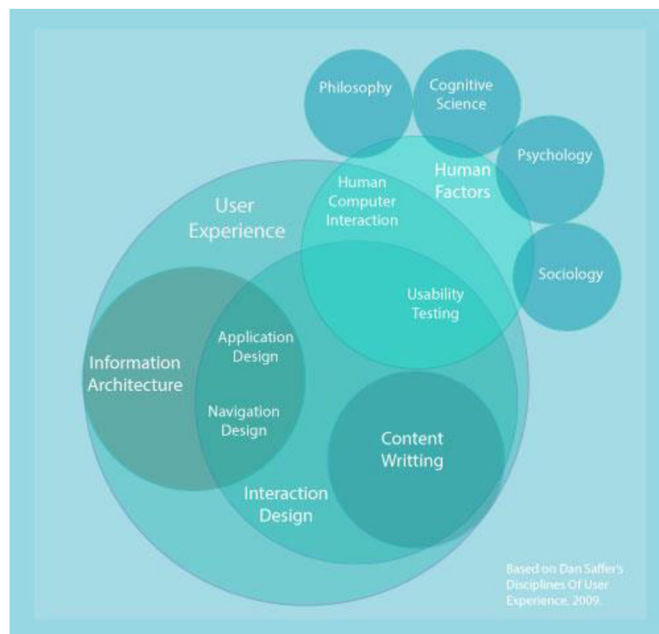 Philosophy
Cognitive
Science
Psychology
Human
Factors
Human
Computer
Interaction
User
Experience
Sociology
Usability
Testing
Application
Design
Information
Architecture
Navigation
Design
Content
Writting
Interaction
Design
Based on Dan Saffer's
Disciplines Of User
Experience, 2009.